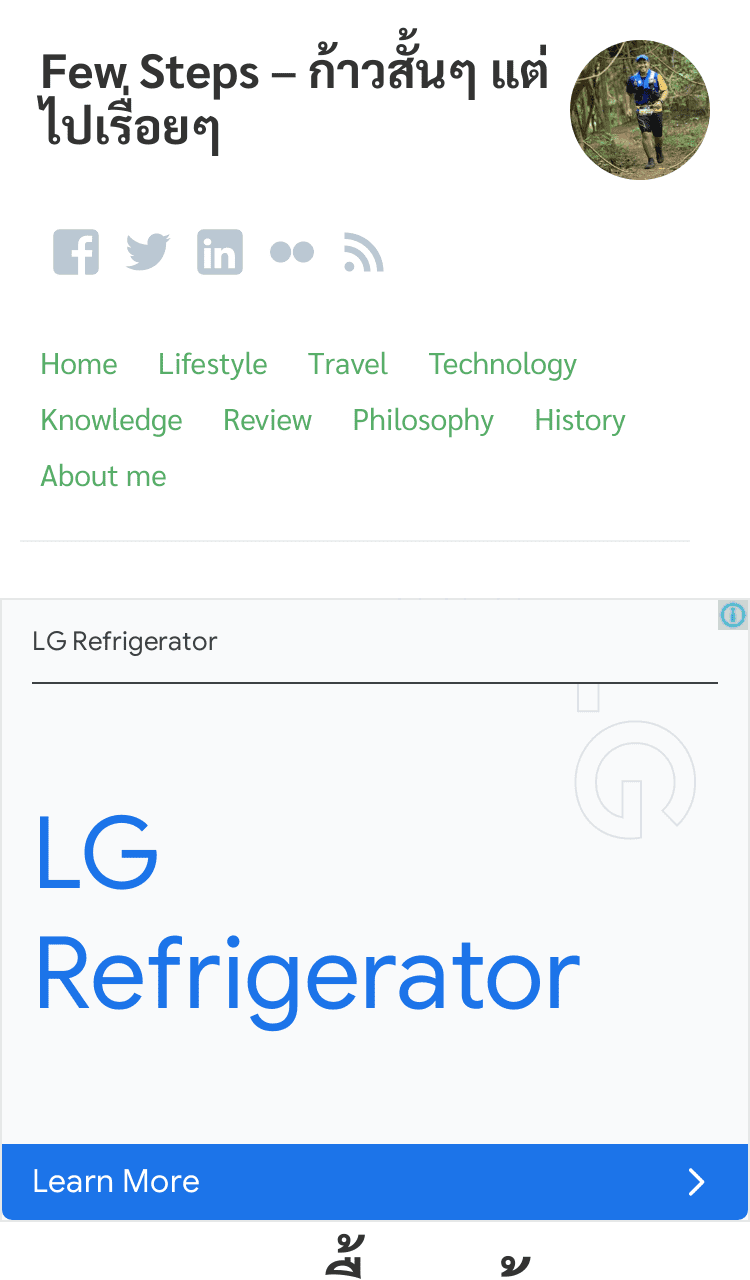 Few Steps – ก้าวสั้นๆ แต่
ไปเรื่อยๆ
Home Lifestyle Travel Technology
Knowledge Review Philosophy History
About me
LG Refrigerator
LG
Refrigerator
Learn More